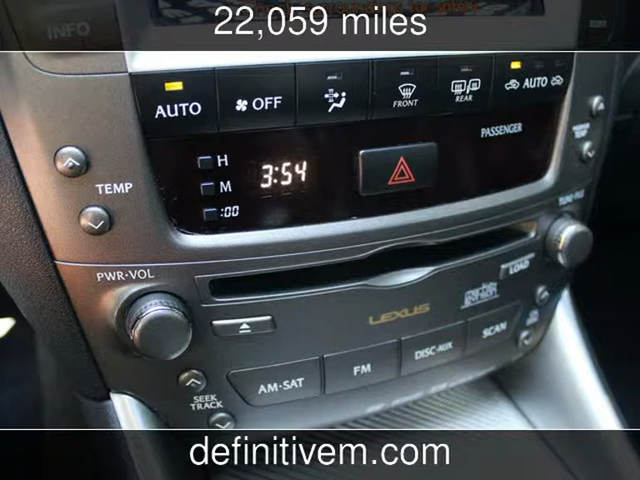 22,059 miles
INFO
AUTO
OFF
FRONT
REAR
AUTO
PASSENGER
TEMP
H
M
:00
3:54
PWR·VOL
LOAD
LEXUS
AM·SAT
FM
DISC·AUX
SCAN
SEEK
TRACK
definitivem.com